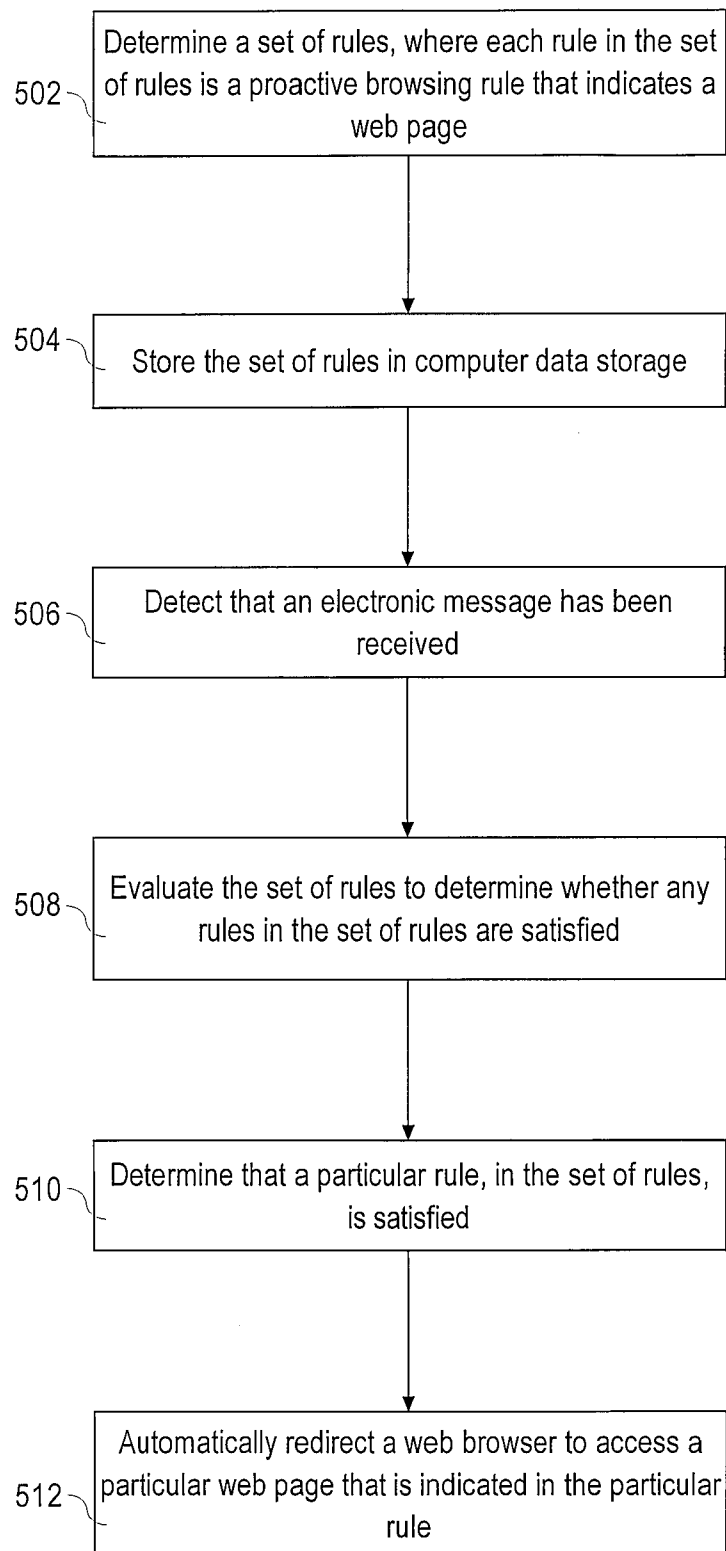 Determine a set of rules, where each rule in the set
of rules is a proactive browsing rule that indicates a
web page
502
504
Store the set of rules in computer data storage
506
Detect that an electronic message has been
received
508
Evaluate the set of rules to determine whether any
rules in the set of rules are satisfied
510
Determine that a particular rule, in the set of rules,
is satisfied
512
Automatically redirect a web browser to access a
particular web page that is indicated in the particular
rule